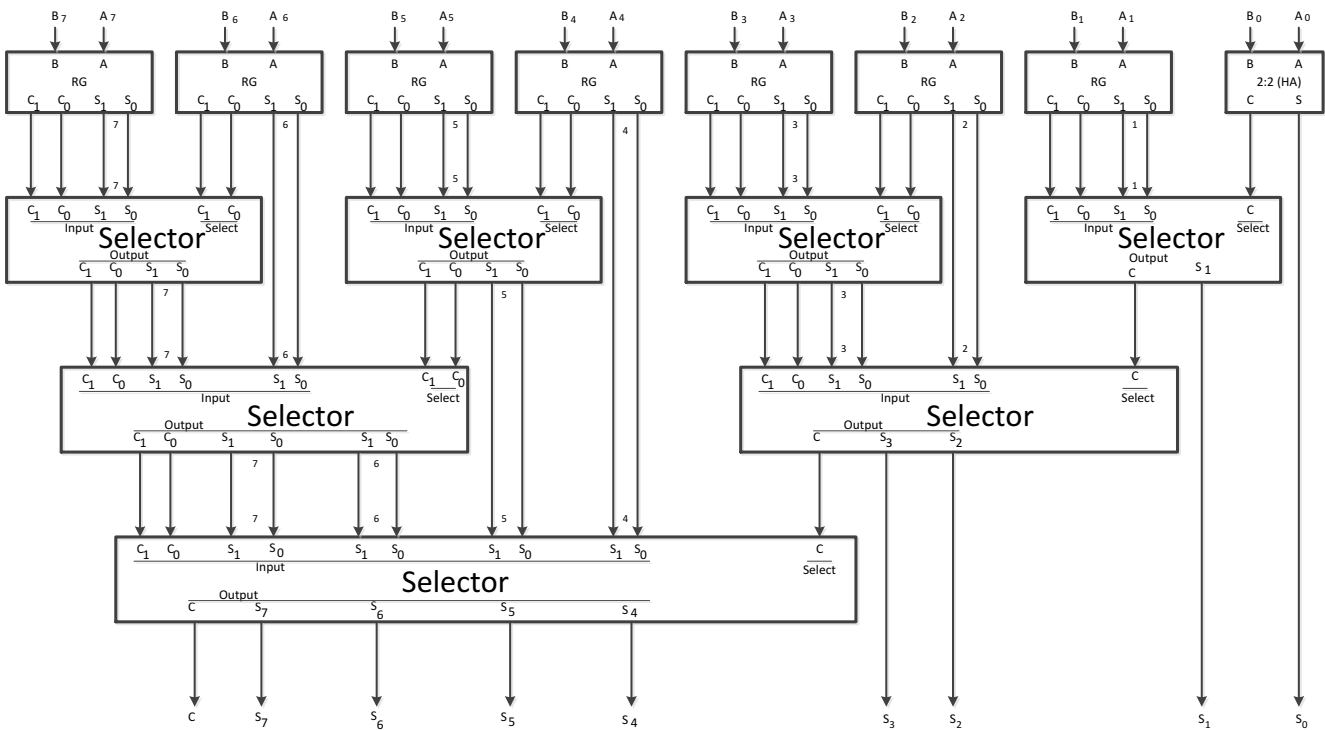 B7 A7 B6 A6 B5 A5 B4 A4 B3 A3 B2 A2 B1 A1 B0 A0
B A B A B A B A B A B A B A B A
RG RG RG RG RG RG RG 2:2 (HA)
C1 C0 S1 S0 C1 C0 S1 S0 C1 C0 S1 S0 C1 C0 S1 S0 C1 C0 S1 S0 C1 C0 S1 S0 C1 C0 S1 S0 C S
7 6 5 4 3 2 1
7 5 3 1
C1 C0 S1 S0 C1 C0 C1 C0 S1 S0 C1 C0 C1 C0 S1 S0 C1 C0 C1 C0 S1 S0 C
Input Select Input Select Input Select Input Select
Selector Selector Selector Selector
Output Output Output Output
C1 C0 S1 S0 C1 C0 S1 S0 C1 C0 S1 S0 C S1
7 5 3
7 6 3 2
C1 C0 S1 S0 S1 S0 C1 C0 C1 C0 S1 S0 S1 S0 C
Input Select Input Select
Selector Selector
Output Output
C1 C0 S1 S0 S1 S0 C S3 S2
7 6
7 6 5 4
C1 C0 S1 S0 S1 S0 S1 S0 S1 S0 C
Input Select
Selector
Output
C S7 S6 S5 S4
C S7 S6 S5 S4 S3 S2 S1 S0